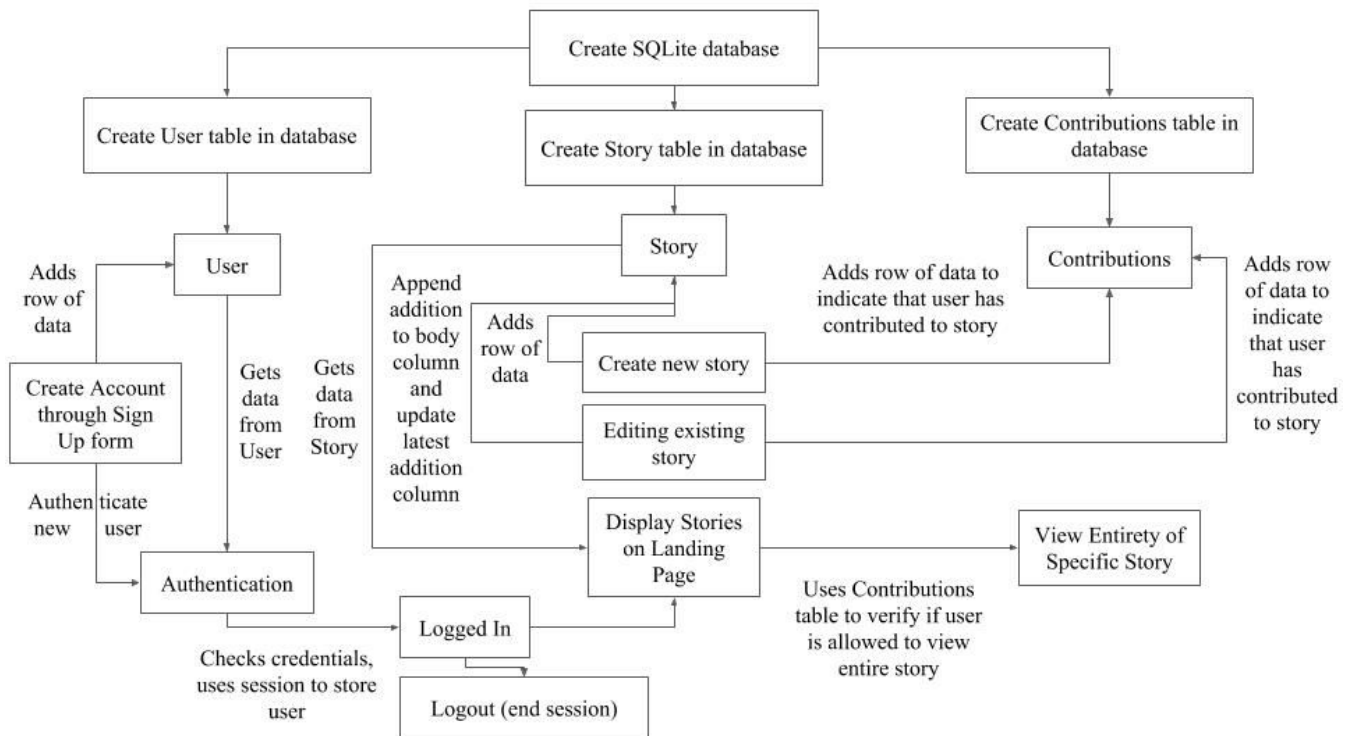 Create SQLite database
Create User table in database
Create Story table in database
Create Contributions table in
database
User
Story
Contributions
Adds
row of
data
Append
addition
to body
column
and
update
latest
addition
column
Adds
row of
data
Adds row of data to
indicate that user has
contributed to story
Adds row
of data to
indicate
that user
has
contributed
to story
Create new story
Create Account
through Sign
Up form
Gets
data
from
User
Gets
data
from
Story
Editing existing
story
Authenticate
new user
Display Stories
on Landing
Page
View Entirety of
Specific Story
Authentication
Uses Contributions
table to verify if user
is allowed to view
entire story
Logged In
Checks credentials,
uses session to store
user
Logout (end session)